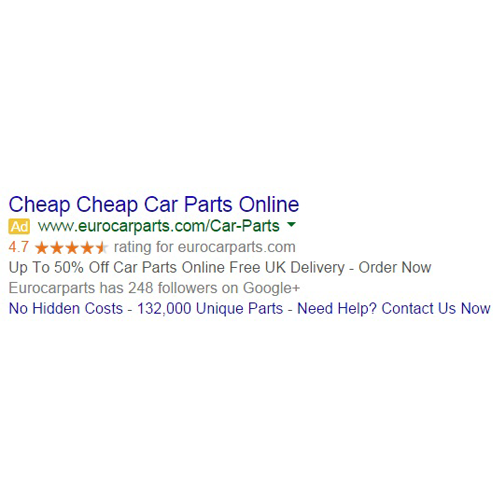 Cheap Cheap Car Parts Online
Ad www.eurocarparts.com/Car-Parts
4.7 rating for eurocarparts.com
Up To 50% Off Car Parts Online Free UK Delivery - Order Now
Eurocarparts has 248 followers on Google+
No Hidden Costs - 132,000 Unique Parts - Need Help? Contact Us Now